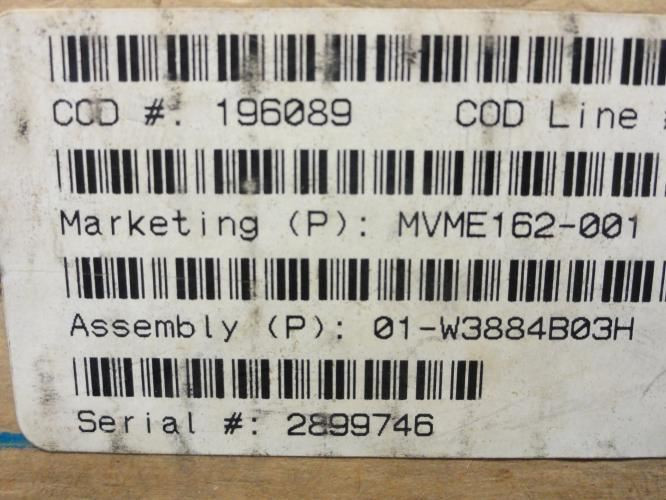 COD #: 196089 COD Line #
Marketing (P): MVME162-001
Assembly (P): 01-W3884B03H
Serial #: 2899746